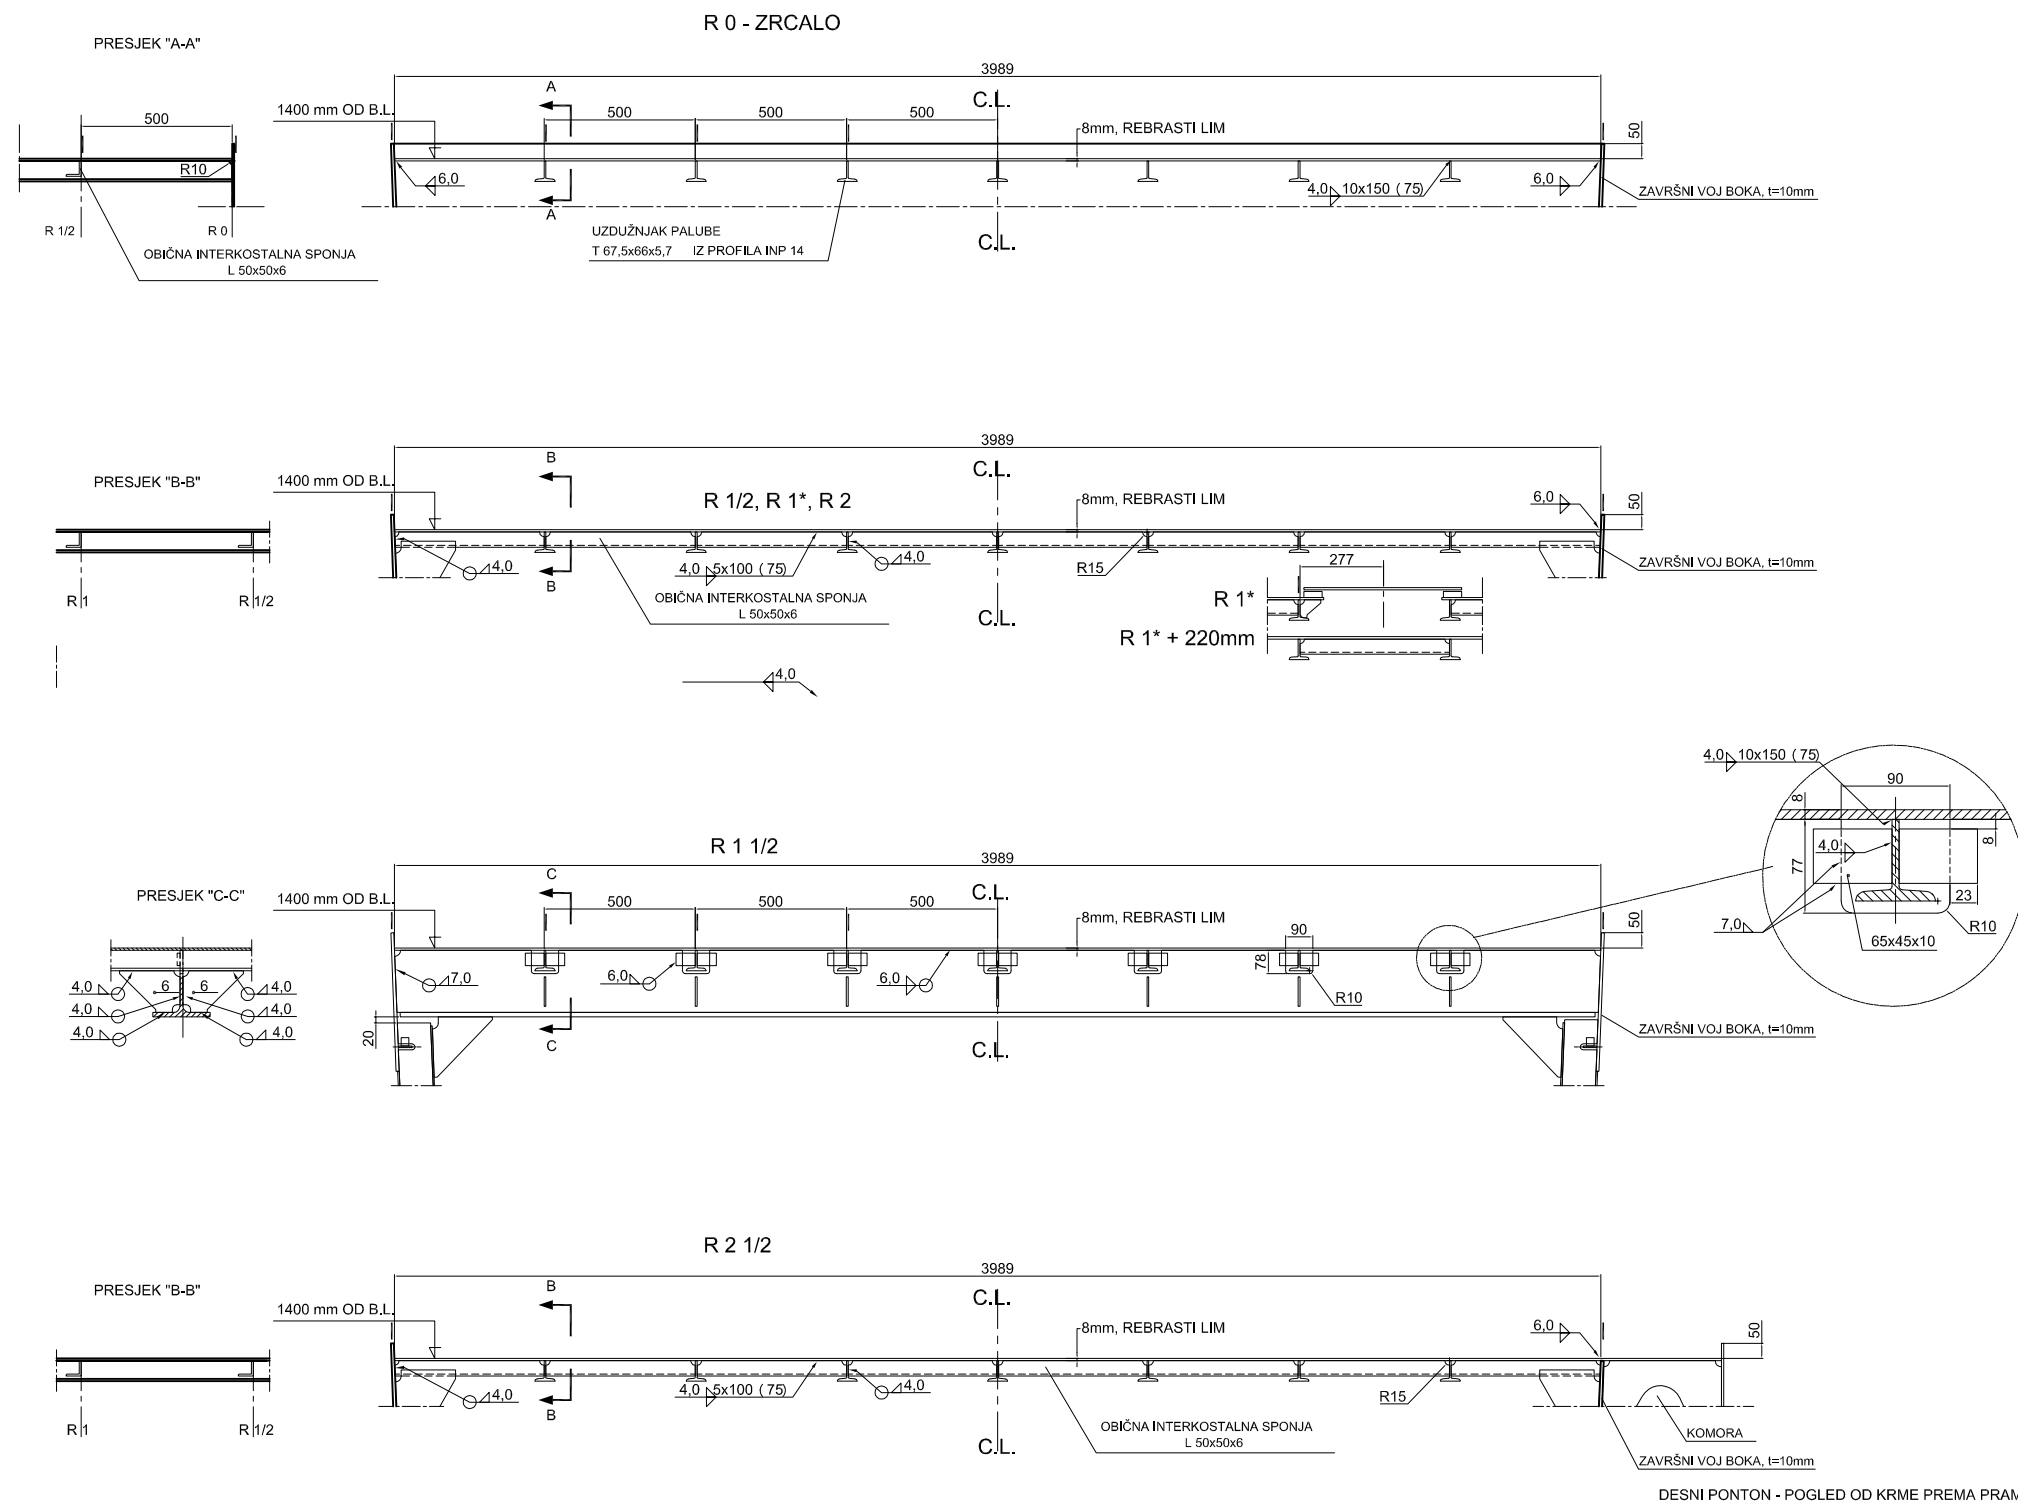 R 0 - ZRCALO
PRESJEK "A-A"
3989
A
C.L.
1400 mm OD B.L.
500
500
500
500
8mm, REBRASTI LIM
50
R10
6,0
4,0 10x150 (75)
6,0
ZAVRŠNI VOJ BOKA, t=10mm
A
R 1/2
R 0
UZDUŽNJAK PALUBE
T 67,5x66x5,7 IZ PROFILA INP 14
C.L.
OBIČNA INTERKOSTALNA SPONJA
L 50x50x6
3989
B
C.L.
PRESJEK "B-B"
1400 mm OD B.L.
R 1/2, R 1*, R 2
8mm, REBRASTI LIM
6,0
50
4,0
4,0 5x100 (75)
4,0
R15
277
ZAVRŠNI VOJ BOKA, t=10mm
B
R 1
R 1/2
OBIČNA INTERKOSTALNA SPONJA
L 50x50x6
C.L.
R 1*
R 1* + 220mm
4,0
4,0 10x150 (75)
90
8
8
4,0
77
23
7,0
R10
65x45x10
R 1 1/2
3989
C
C.L.
PRESJEK "C-C"
1400 mm OD B.L.
500
500
500
8mm, REBRASTI LIM
90
50
78
7,0
6,0
6,0
R10
4,0
6
6
4,0
4,0
4,0
4,0
4,0
20
C
C.L.
ZAVRŠNI VOJ BOKA, t=10mm
R 2 1/2
3989
B
C.L.
PRESJEK "B-B"
1400 mm OD B.L.
8mm, REBRASTI LIM
6,0
50
4,0
4,0 5x100 (75)
4,0
R15
B
R 1
R 1/2
OBIČNA INTERKOSTALNA SPONJA
L 50x50x6
C.L.
KOMORA
ZAVRŠNI VOJ BOKA, t=10mm
DESNI PONTON - POGLED OD KRME PREMA PRAM